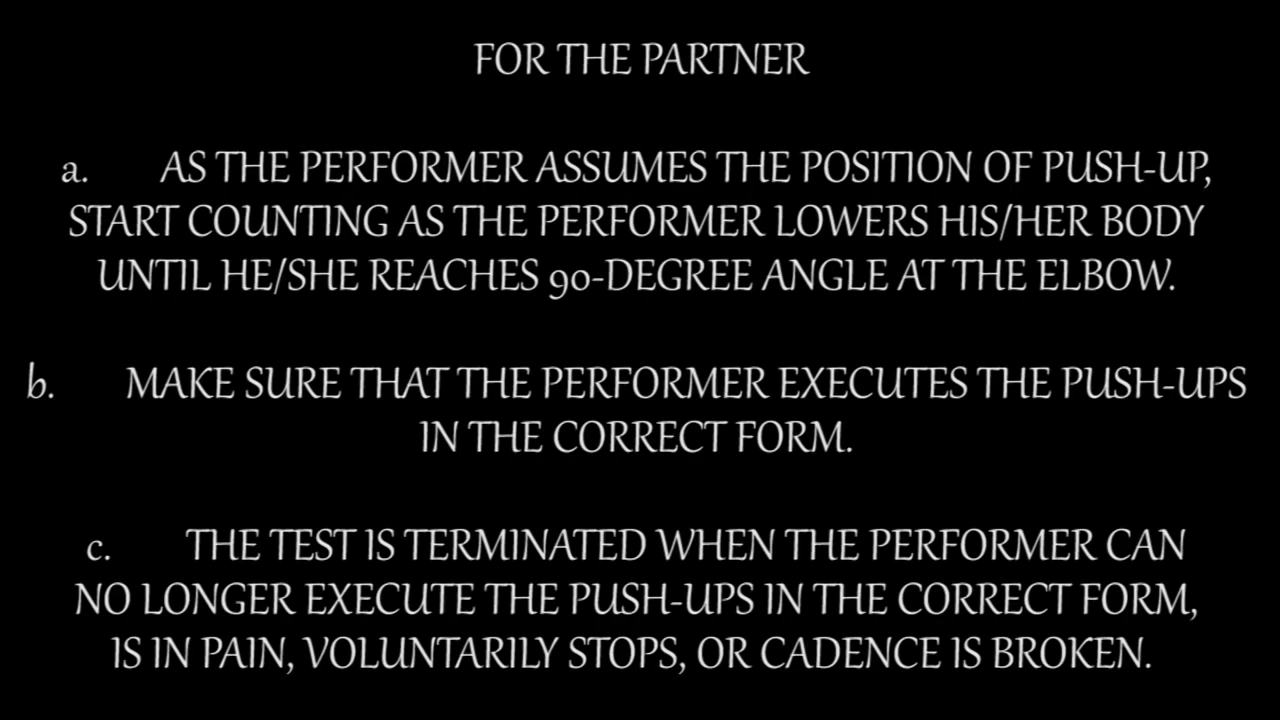 FOR THE PARTNER
a. AS THE PERFORMER ASSUMES THE POSITION OF PUSH-UP,
START COUNTING AS THE PERFORMER LOWERS HIS/HER BODY
UNTIL HE/SHE REACHES 90-DEGREE ANGLE AT THE ELBOW.
b. MAKE SURE THAT THE PERFORMER EXECUTES THE PUSH-UPS
IN THE CORRECT FORM.
c. THE TEST IS TERMINATED WHEN THE PERFORMER CAN
NO LONGER EXECUTE THE PUSH-UPS IN THE CORRECT FORM,
IS IN PAIN, VOLUNTARILY STOPS, OR CADENCE IS BROKEN.